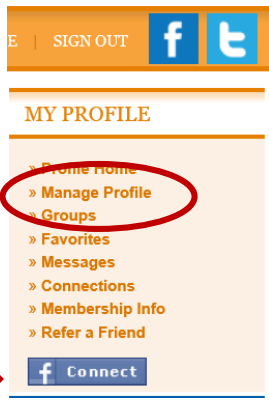 E | SIGN OUT f t
MY PROFILE
» Profile Home
» Manage Profile
» Groups
» Favorites
» Messages
» Connections
» Membership Info
» Refer a Friend
f Connect